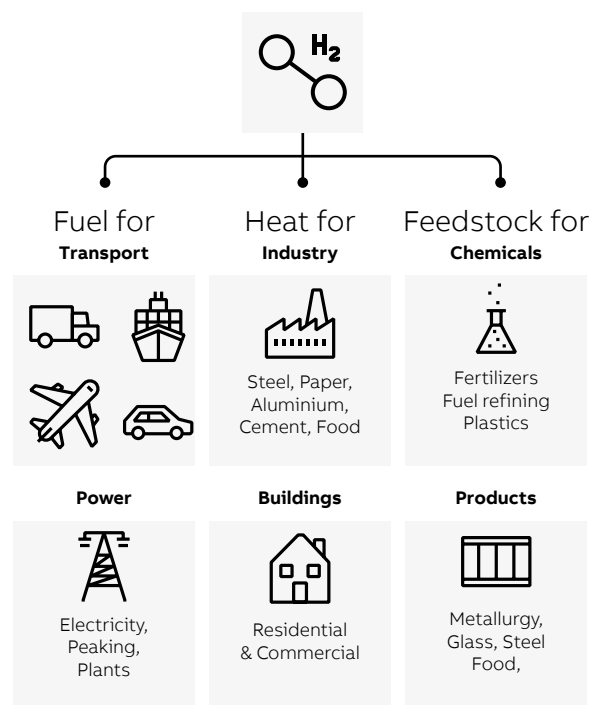 H2
Fuel for
Transport
Heat for
Industry
Feedstock for
Chemicals
Steel, Paper,
Aluminium,
Cement, Food
Fertilizers
Fuel refining
Plastics
Power
Buildings
Products
Electricity,
Peaking,
Plants
Residential
& Commercial
Metallurgy,
Glass, Steel
Food,